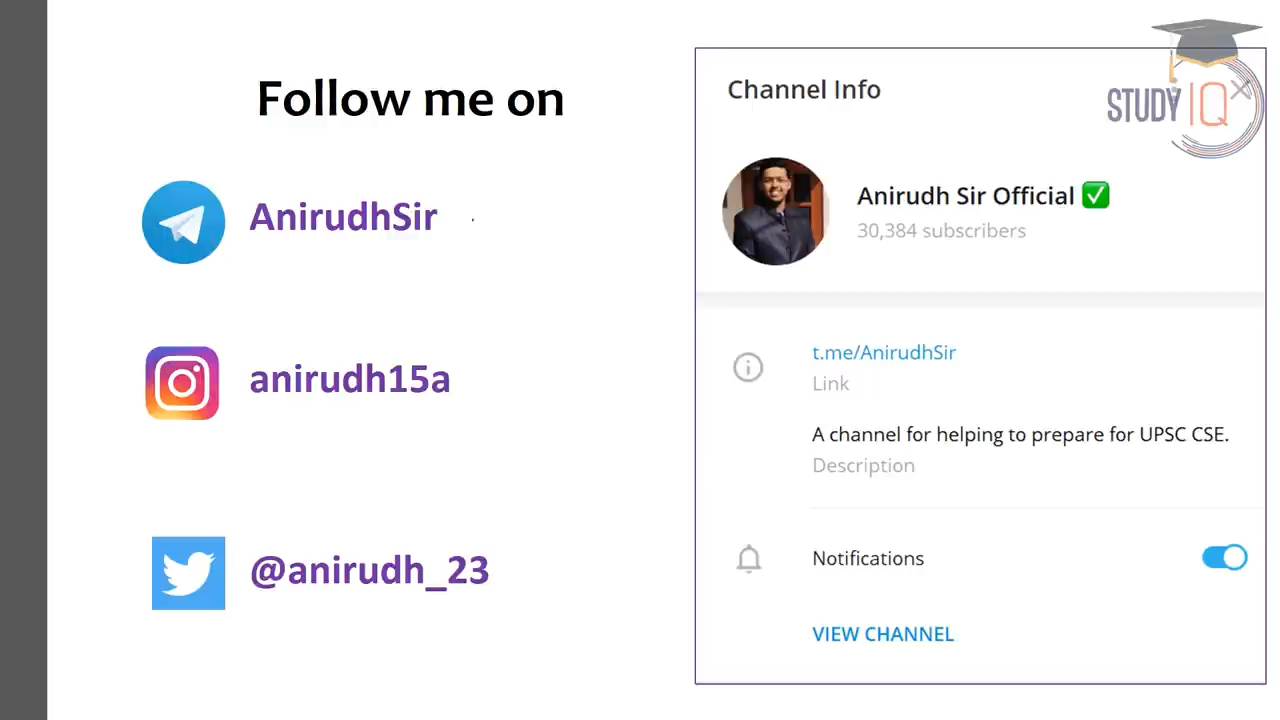 Follow me on
AnirudhSir
anirudh15a
@anirudh_23
STUDY IQ
Channel Info
Anirudh Sir Official ✅
30,384 subscribers
t.me/AnirudhSir
Link
A channel for helping to prepare for UPSC CSE.
Description
Notifications
VIEW CHANNEL